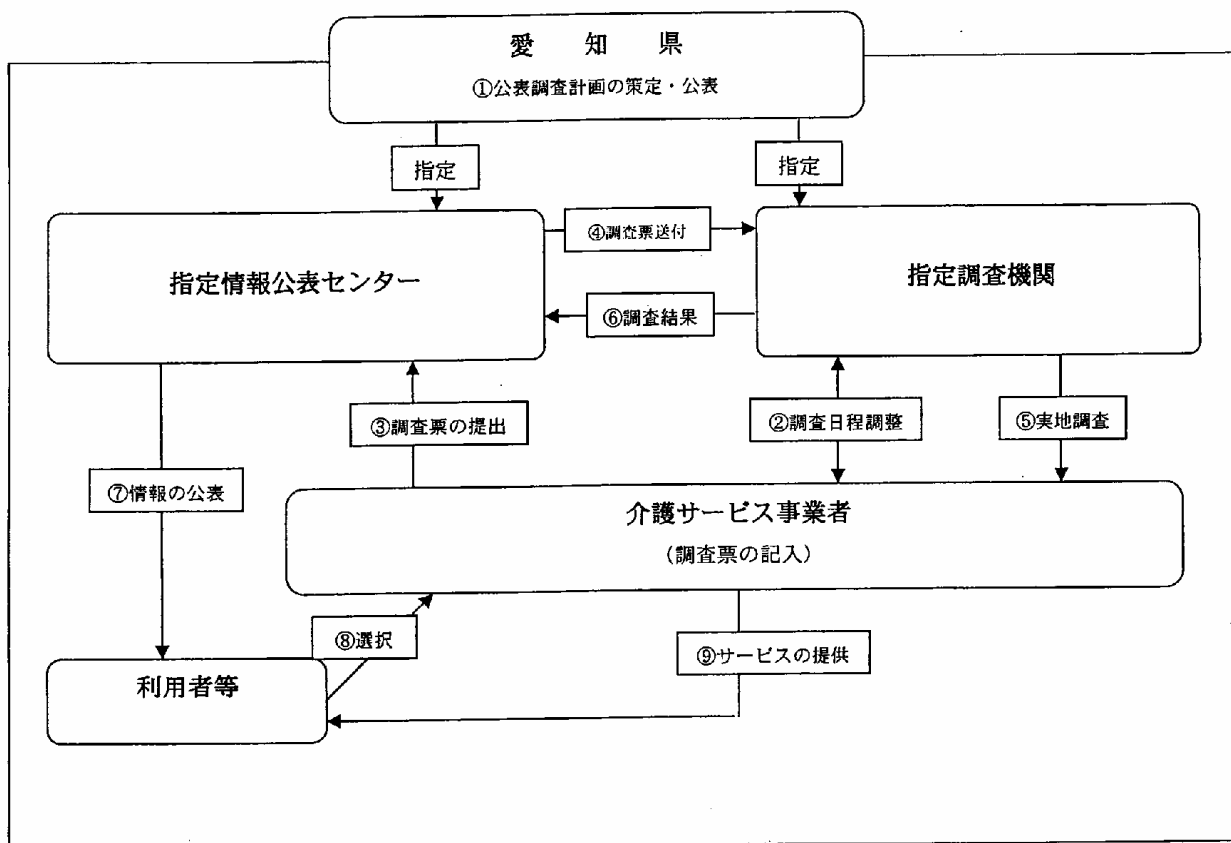 愛　知　県
①公表調査計画の策定・公表
指定
指定
指定情報公表センター
④調査票送付
指定調査機関
⑥調査結果
③調査票の提出
②調査日程調整
⑤実地調査
⑦情報の公表
介護サービス事業者
(調査票の記入)
⑧選択
⑨サービスの提供
利用者等